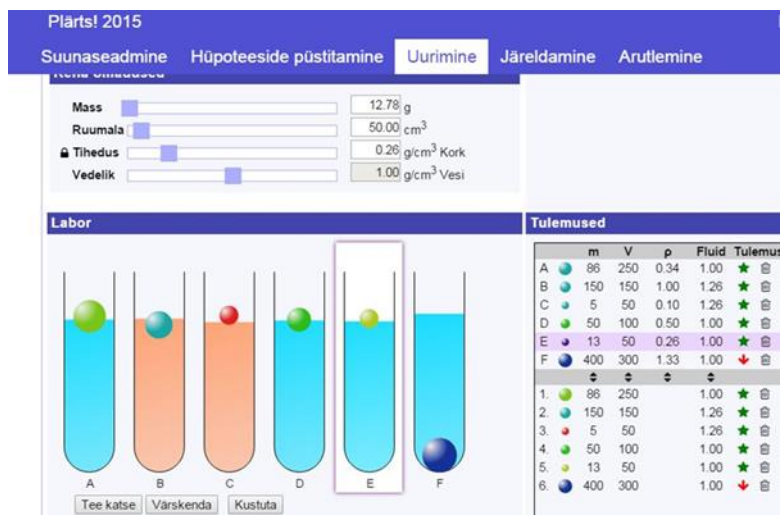 Plärts! 2015
Suunaseadmine Hüpoteeside püstitamine Uurimine Järeldamine Arutlemine
Keha omadused
Mass 12.78 g
Ruumala 50.00 cm3
Tihedus 0.26 g/cm3 Kork
Vedelik 1.00 g/cm3 Vesi
Labor
A B C D E F
Tee katse Värskenda Kustuta
Tulemused
m V ρ Fluid Tulemus
A 86 250 0.34 1.00
B 150 150 1.00 1.26
C 5 50 0.10 1.26
D 50 100 0.50 1.00
E 13 50 0.26 1.00
F 400 300 1.33 1.00
1. 86 250 1.00
2. 150 150 1.26
3. 5 50 1.26
4. 50 100 1.00
5. 13 50 1.00
6. 400 300 1.00